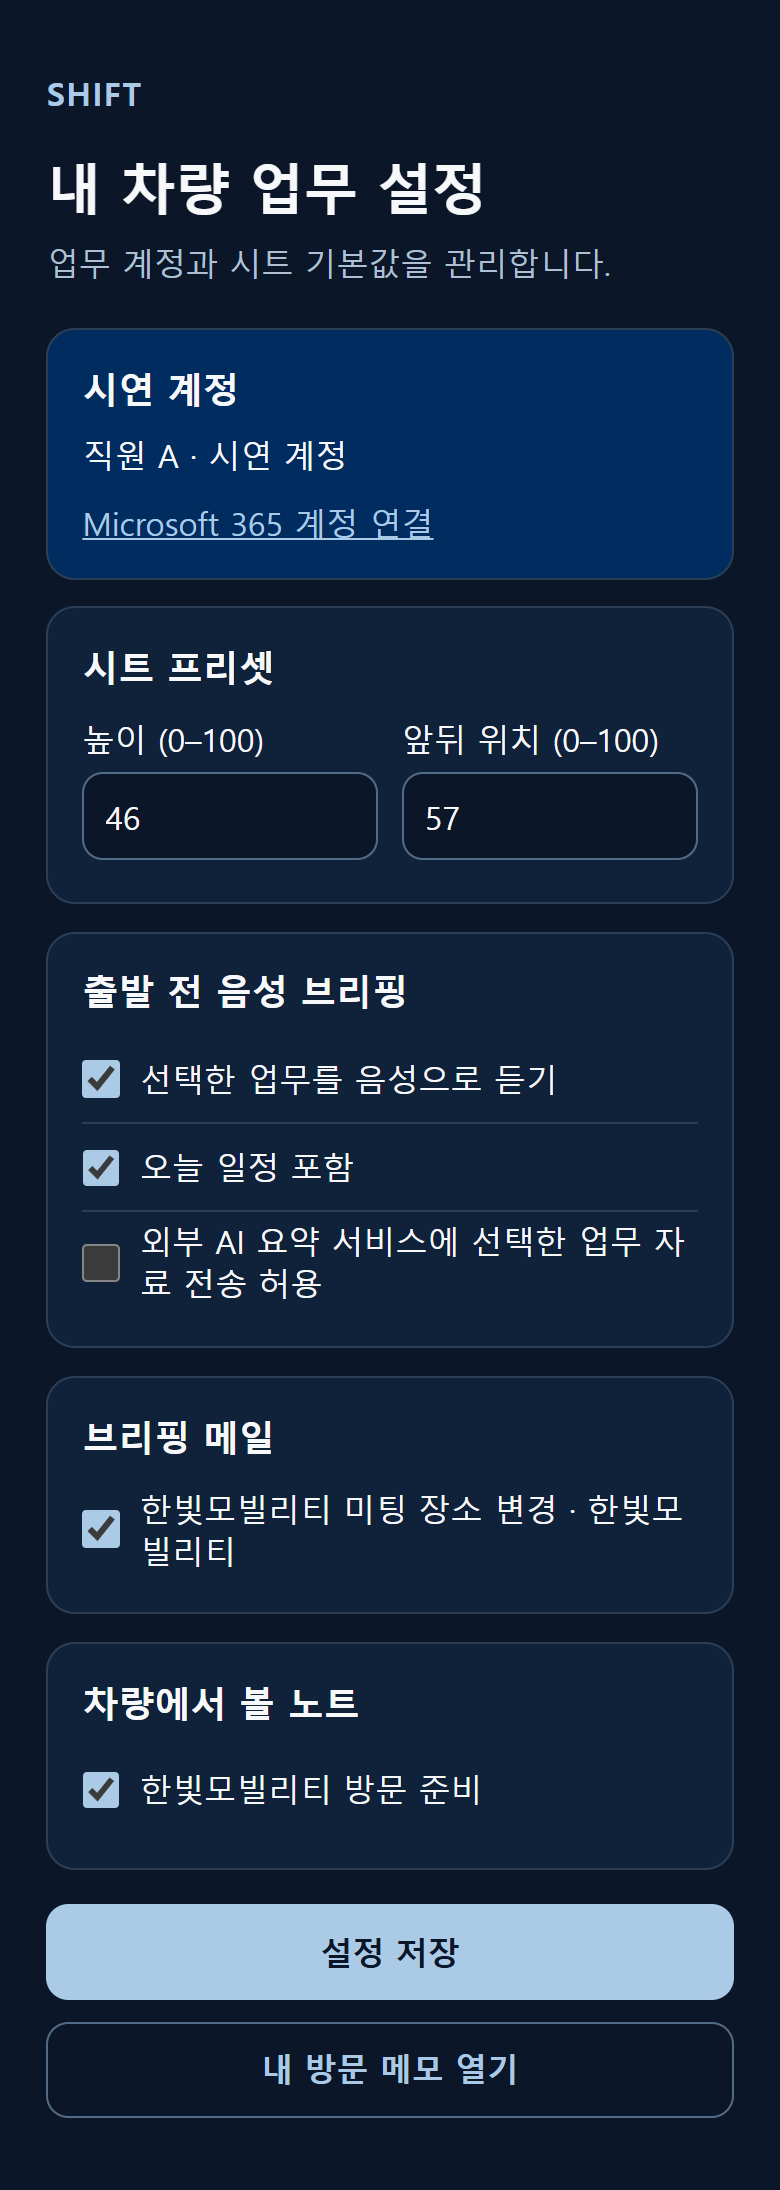 SHIFT
내 차량 업무 설정
업무 계정과 시트 기본값을 관리합니다.
시연 계정
직원 A · 시연 계정
Microsoft 365 계정 연결
시트 프리셋
높이 (0–100)
앞뒤 위치 (0–100)
46
57
출발 전 음성 브리핑
선택한 업무를 음성으로 듣기
오늘 일정 포함
외부 AI 요약 서비스에 선택한 업무 자
료 전송 허용
브리핑 메일
한빛모빌리티 미팅 장소 변경 · 한빛모
빌리티
차량에서 볼 노트
한빛모빌리티 방문 준비
설정 저장
내 방문 메모 열기